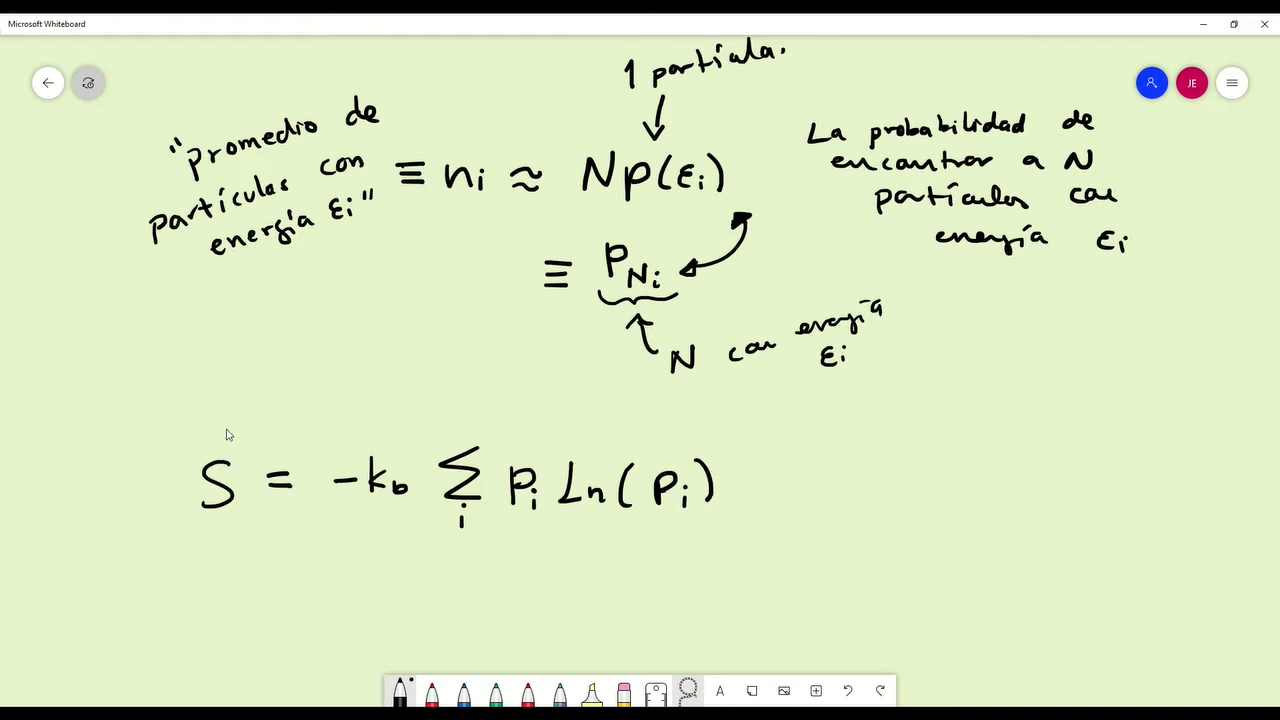 Microsoft Whiteboard
JE
1 partícula.
"promedio de
partículas con
energía εi"
≡ ni ≈ Np(εi)
La probabilidad de
encontrar a N
partículas con
energía εi
≡ PNi
N con energía
εi
S = -kb Σi pi Ln(pi)
A